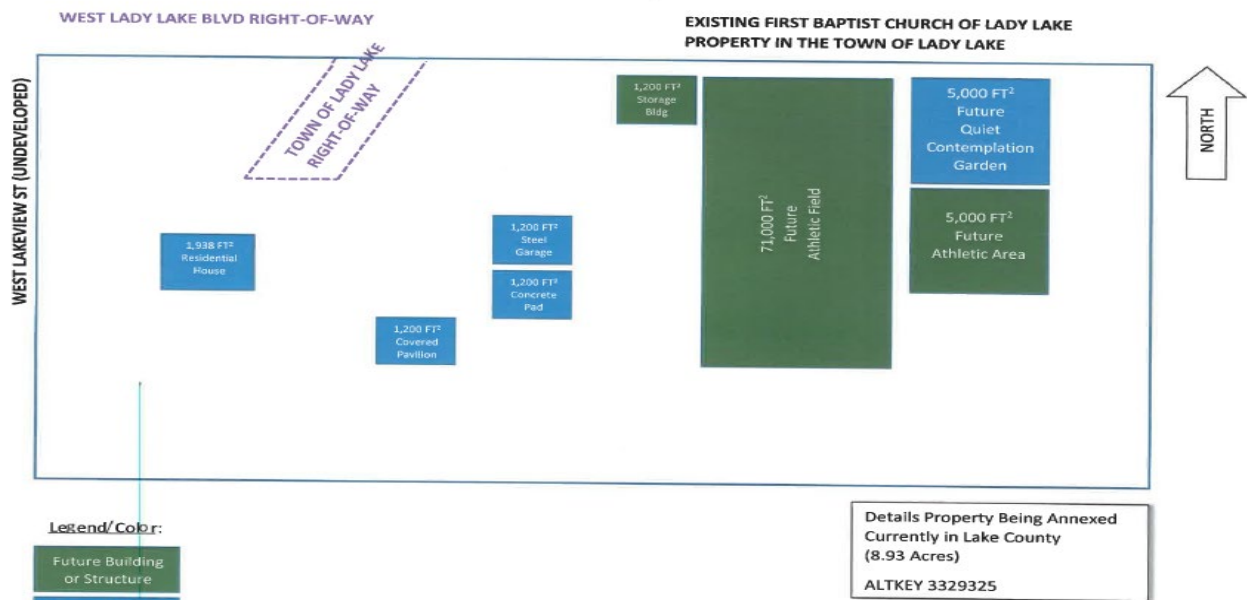 WEST LADY LAKE BLVD RIGHT-OF-WAY
EXISTING FIRST BAPTIST CHURCH OF LADY LAKE
PROPERTY IN THE TOWN OF LADY LAKE
WEST LAKEVIEW ST (UNDEVELOPED)
TOWN OF LADY LAKE
RIGHT-OF-WAY
1,200 FT²
Storage
Bldg
71,000 FT²
Future
Athletic Field
5,000 FT²
Future
Quiet
Contemplation
Garden
NORTH
5,000 FT²
Future
Athletic Area
1,938 FT²
Residential
House
1,200 FT²
Steel
Garage
1,200 FT²
Concrete
Pad
1,200 FT²
Covered
Pavilion
Legend/Color:
Future Building
or Structure
Details Property Being Annexed
Currently in Lake County
(8.93 Acres)
ALTKEY 3329325